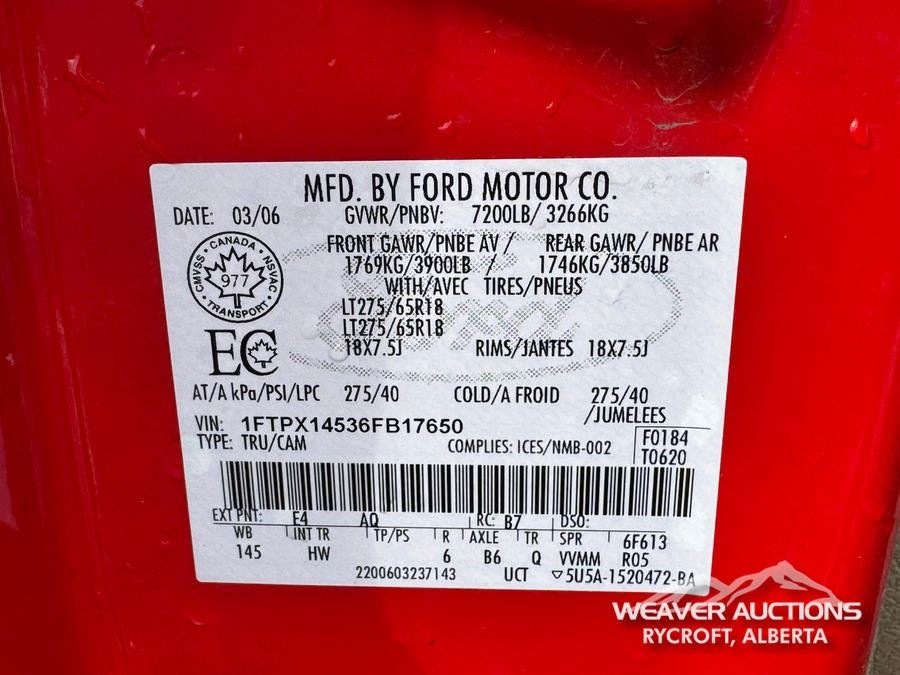 MFD. BY FORD MOTOR CO.
DATE: 03/06 GVWR/PNBV: 7200LB/ 3266KG
FRONT GAWR/PNBE AV / REAR GAWR/ PNBE AR
1769KG/3900LB / 1746KG/3850LB
WITH/AVEC TIRES/PNEUS
LT275/65R18
LT275/65R18
18X7.5J RIMS/JANTES 18X7.5J
CMVSS · CANADA · NSVAC
977
· TRANSPORT ·
EC
AT/A kPa/PSI/LPC 275/40 COLD/A FROID 275/40
/JUMELEES
VIN: 1FTPX14536FB17650
TYPE: TRU/CAM COMPLIES: ICES/NMB-002
F0184
T0620
EXT PNT: E4 AQ RC: B7 DSO:
WB INT TR TP/PS R AXLE TR SPR 6F613
145 HW 6 B6 Q VVMM R05
2200603237143 UCT ▽5U5A-1520472-BA
WEAVER AUCTIONS
RYCROFT, ALBERTA